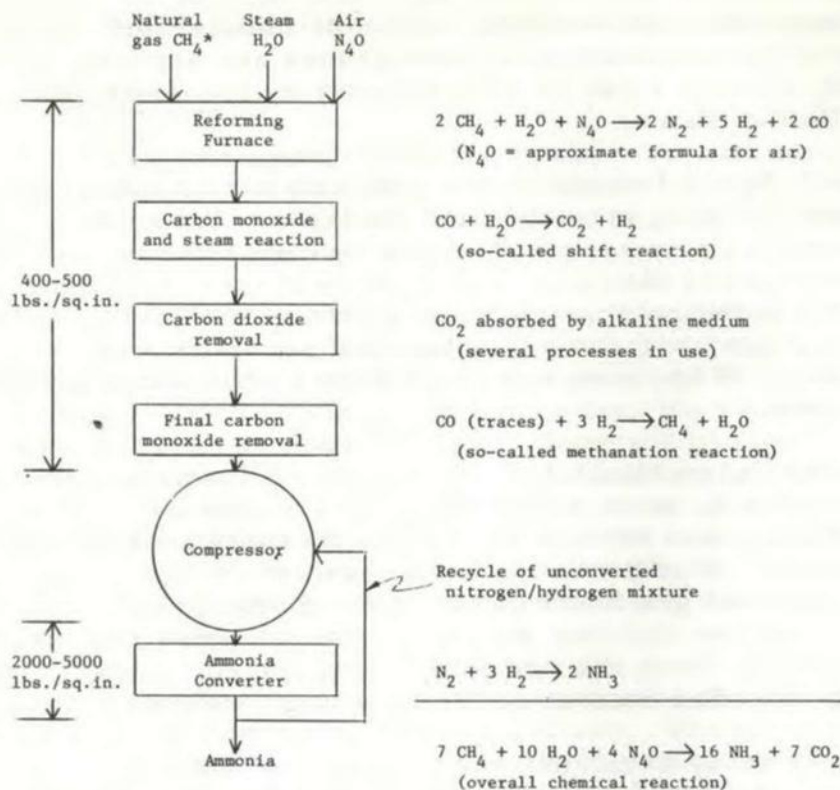 Natural Steam Air
gas CH4* H2O N4O
Reforming
Furnace
2 CH4 + H2O + N4O ⟶ 2 N2 + 5 H2 + 2 CO
(N4O = approximate formula for air)
Carbon monoxide
and steam reaction
CO + H2O ⟶ CO2 + H2
(so-called shift reaction)
400-500
lbs./sq.in.
Carbon dioxide
removal
CO2 absorbed by alkaline medium
(several processes in use)
Final carbon
monoxide removal
CO (traces) + 3 H2 ⟶ CH4 + H2O
(so-called methanation reaction)
Compressor
Recycle of unconverted
nitrogen/hydrogen mixture
2000-5000
lbs./sq.in.
Ammonia
Converter
N2 + 3 H2 ⟶ 2 NH3
Ammonia
7 CH4 + 10 H2O + 4 N4O ⟶ 16 NH3 + 7 CO2
(overall chemical reaction)